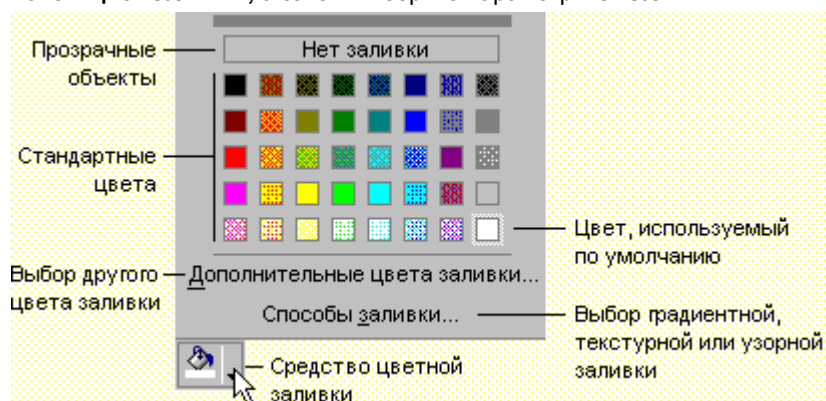 Нет заливки
Прозрачные
объекты
Стандартные
цвета
Цвет, используемый
по умолчанию
Выбор другого
цвета заливки
Дополнительные цвета заливки...
Способы заливки...
Выбор градиентной,
текстурной или узорной
заливки
Средство цветной
заливки